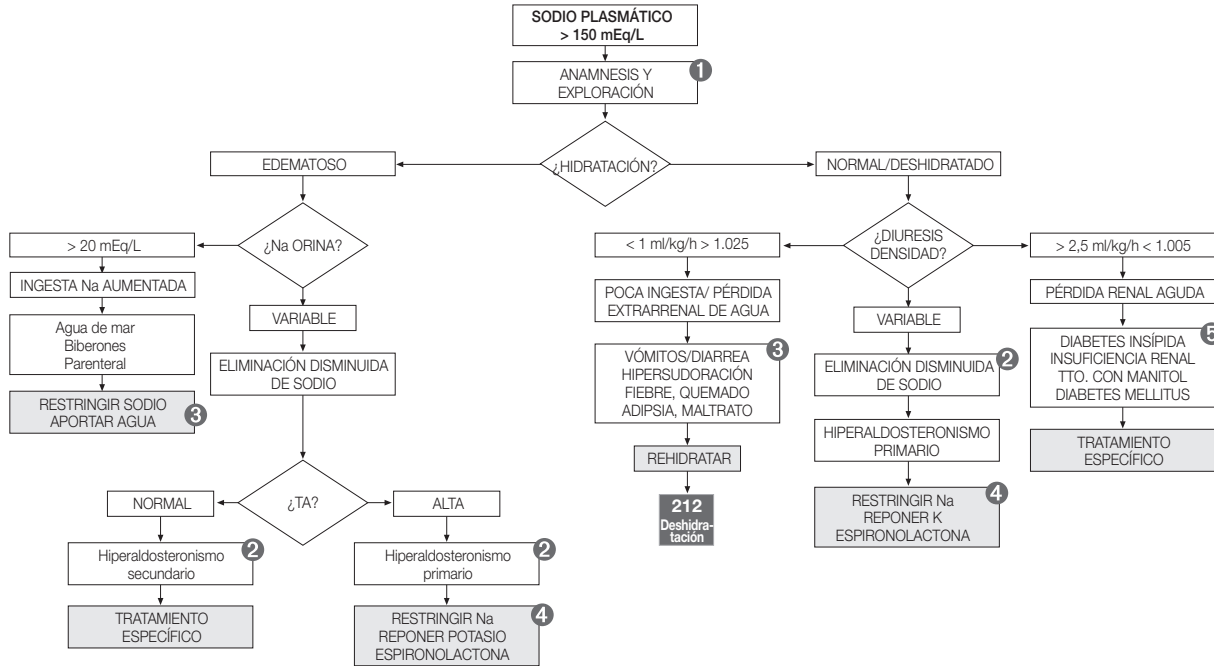 SODIO PLASMÁTICO
> 150 mEq/L
1
ANAMNESIS Y
EXPLORACIÓN
¿HIDRATACIÓN?
EDEMATOSO
NORMAL/DESHIDRATADO
¿Na ORINA?
> 20 mEq/L
INGESTA Na AUMENTADA
Agua de mar
Biberones
Parenteral
RESTRINGIR SODIO
APORTAR AGUA
3
VARIABLE
ELIMINACIÓN DISMINUIDA
DE SODIO
¿TA?
NORMAL
Hiperaldosteronismo
secundario
2
TRATAMIENTO
ESPECÍFICO
ALTA
Hiperaldosteronismo
primario
2
RESTRINGIR Na
REPONER POTASIO
ESPIRONOLACTONA
4
¿DIURESIS
DENSIDAD?
< 1 ml/kg/h > 1.025
POCA INGESTA/ PÉRDIDA
EXTRARRENAL DE AGUA
VÓMITOS/DIARREA
HIPERSUDORACIÓN
FIEBRE, QUEMADO
ADIPSIA, MALTRATO
3
REHIDRATAR
212
Deshidra-
tación
VARIABLE
ELIMINACIÓN DISMINUIDA
DE SODIO
2
HIPERALDOSTERONISMO
PRIMARIO
RESTRINGIR Na
REPONER K
ESPIRONOLACTONA
4
> 2,5 ml/kg/h < 1.005
PÉRDIDA RENAL AGUDA
DIABETES INSÍPIDA
INSUFICIENCIA RENAL
TTO. CON MANITOL
DIABETES MELLITUS
5
TRATAMIENTO
ESPECÍFICO